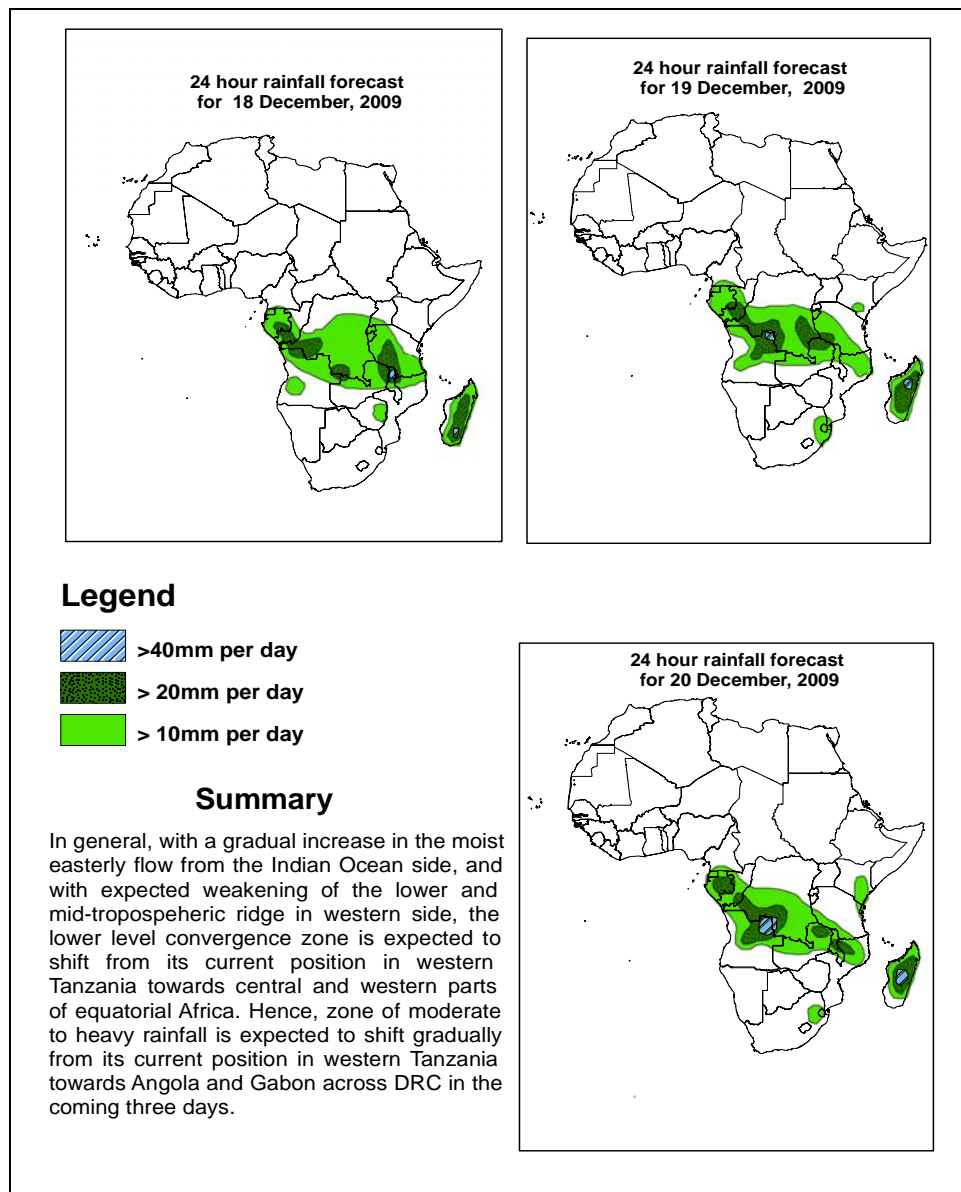 24 hour rainfall forecast
for 18 December, 2009
24 hour rainfall forecast
for 19 December, 2009
Legend
>40mm per day
> 20mm per day
> 10mm per day
24 hour rainfall forecast
for 20 December, 2009
Summary
In general, with a gradual increase in the moist
easterly flow from the Indian Ocean side, and
with expected weakening of the lower and
mid-tropospeheric ridge in western side, the
lower level convergence zone is expected to
shift from its current position in western
Tanzania towards central and western parts
of equatorial Africa. Hence, zone of moderate
to heavy rainfall is expected to shift gradually
from its current position in western Tanzania
towards Angola and Gabon across DRC in the
coming three days.